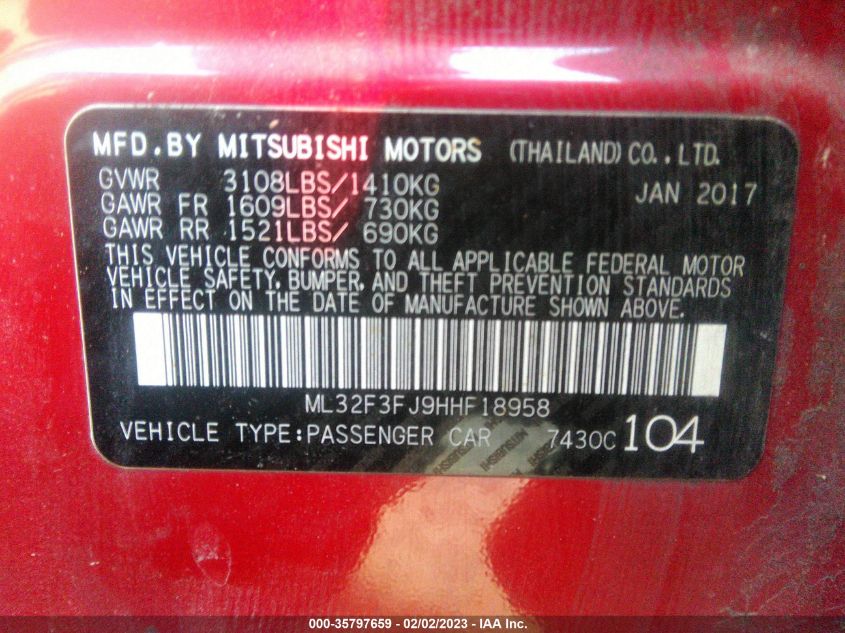 MFD.BY MITSUBISHI MOTORS (THAILAND) CO., LTD.
GVWR 3108LBS/1410KG JAN 2017
GAWR FR 1609LBS/ 730KG
GAWR RR 1521LBS/ 690KG
THIS VEHICLE CONFORMS TO ALL APPLICABLE FEDERAL MOTOR
VEHICLE SAFETY, BUMPER, AND THEFT PREVENTION STANDARDS
IN EFFECT ON THE DATE OF MANUFACTURE SHOWN ABOVE.
ML32F3FJ9HHF18958
VEHICLE TYPE:PASSENGER CAR 7430C 104
000-35797659 - 02/02/2023 - IAA Inc.